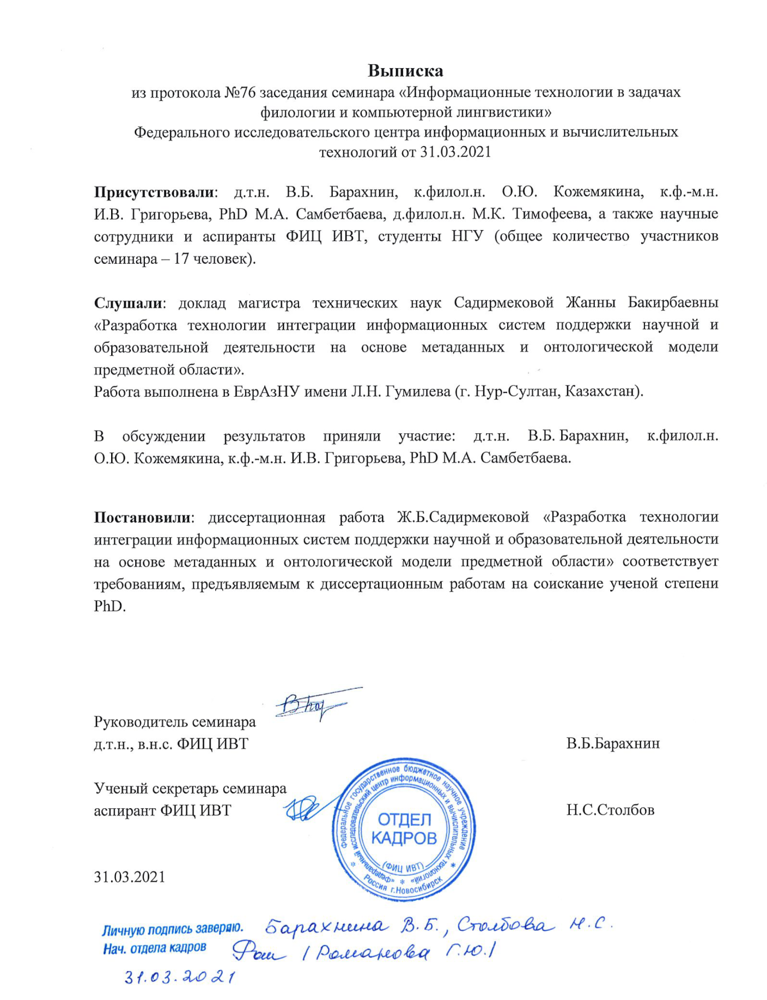 Выписка
из протокола №76 заседания семинара «Информационные технологии в задачах
филологии и компьютерной лингвистики»
Федерального исследовательского центра информационных и вычислительных
технологий от 31.03.2021
Присутствовали: д.т.н. В.Б. Барахнин, к.филол.н. О.Ю. Кожемякина, к.ф.-м.н.
И.В. Григорьева, PhD М.А. Самбетбаева, д.филол.н. М.К. Тимофеева, а также научные
сотрудники и аспиранты ФИЦ ИВТ, студенты НГУ (общее количество участников
семинара – 17 человек).
Слушали: доклад магистра технических наук Садирмековой Жанны Бакирбаевны
«Разработка технологии интеграции информационных систем поддержки научной и
образовательной деятельности на основе метаданных и онтологической модели
предметной области».
Работа выполнена в ЕврАзНУ имени Л.Н. Гумилева (г. Нур-Султан, Казахстан).
В обсуждении результатов приняли участие: д.т.н. В.Б. Барахнин, к.филол.н.
О.Ю. Кожемякина, к.ф.-м.н. И.В. Григорьева, PhD М.А. Самбетбаева.
Постановили: диссертационная работа Ж.Б.Садирмековой «Разработка технологии
интеграции информационных систем поддержки научной и образовательной деятельности
на основе метаданных и онтологической модели предметной области» соответствует
требованиям, предъявляемым к диссертационным работам на соискание ученой степени
PhD.
Руководитель семинара
д.т.н., в.н.с. ФИЦ ИВТ В.Б.Барахнин
Ученый секретарь семинара
аспирант ФИЦ ИВТ Н.С.Столбов
Федеральное государственное бюджетное научное учреждение
«Федеральный исследовательский центр информационных и вычислительных технологий»
ОТДЕЛ
КАДРОВ
(ФИЦ ИВТ)
Россия г.Новосибирск
31.03.2021
Личную подпись заверяю. Барахнина В.Б., Столбова Н.С.
Нач. отдела кадров / Романова Г.Ю./
31.03.2021